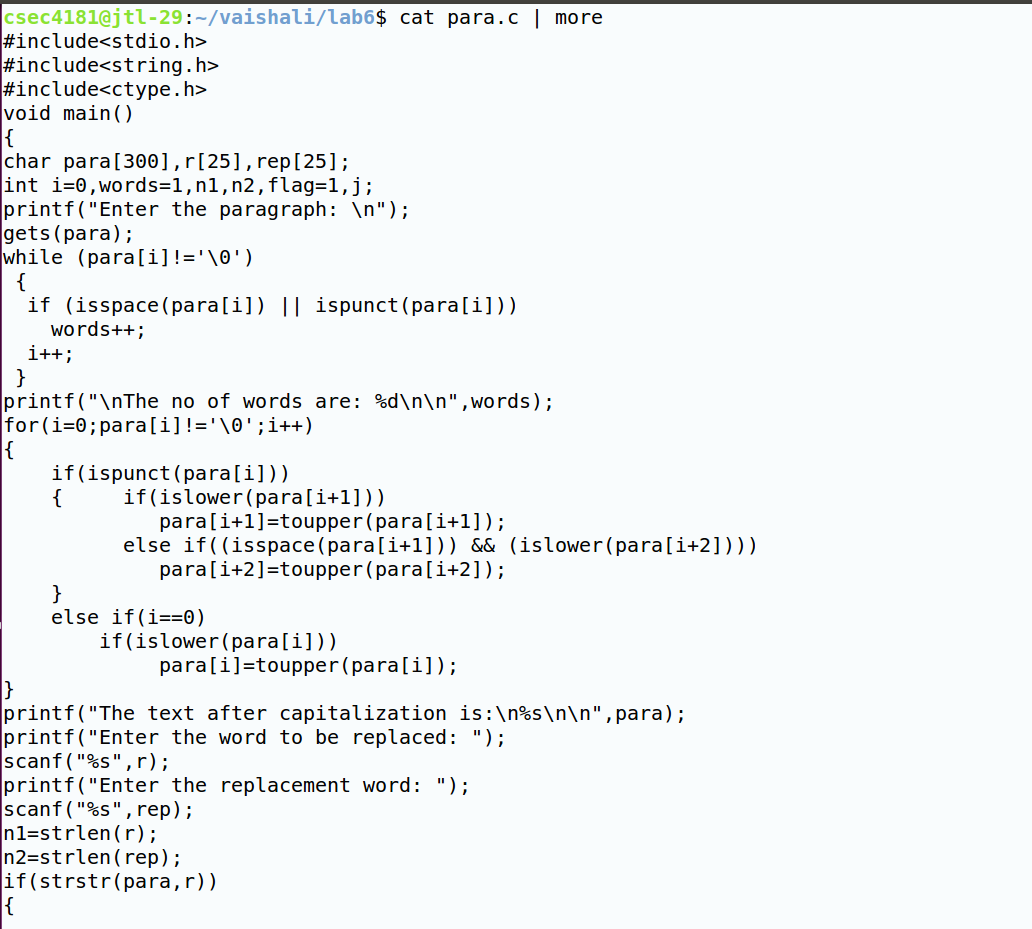 csec4181@jtl-29:~/vaishali/lab6$ cat para.c | more
#include<stdio.h>
#include<string.h>
#include<ctype.h>
void main()
{
char para[300],r[25],rep[25];
int i=0,words=1,n1,n2,flag=1,j;
printf("Enter the paragraph: \n");
gets(para);
while (para[i]!='\0')
 {
  if (isspace(para[i]) || ispunct(para[i]))
    words++;
  i++;
 }
printf("\nThe no of words are: %d\n\n",words);
for(i=0;para[i]!='\0';i++)
{
    if(ispunct(para[i]))
    {     if(islower(para[i+1]))
             para[i+1]=toupper(para[i+1]);
          else if((isspace(para[i+1])) && (islower(para[i+2])))
             para[i+2]=toupper(para[i+2]);
    }
    else if(i==0)
        if(islower(para[i]))
             para[i]=toupper(para[i]);
}
printf("The text after capitalization is:\n%s\n\n",para);
printf("Enter the word to be replaced: ");
scanf("%s",r);
printf("Enter the replacement word: ");
scanf("%s",rep);
n1=strlen(r);
n2=strlen(rep);
if(strstr(para,r))
{